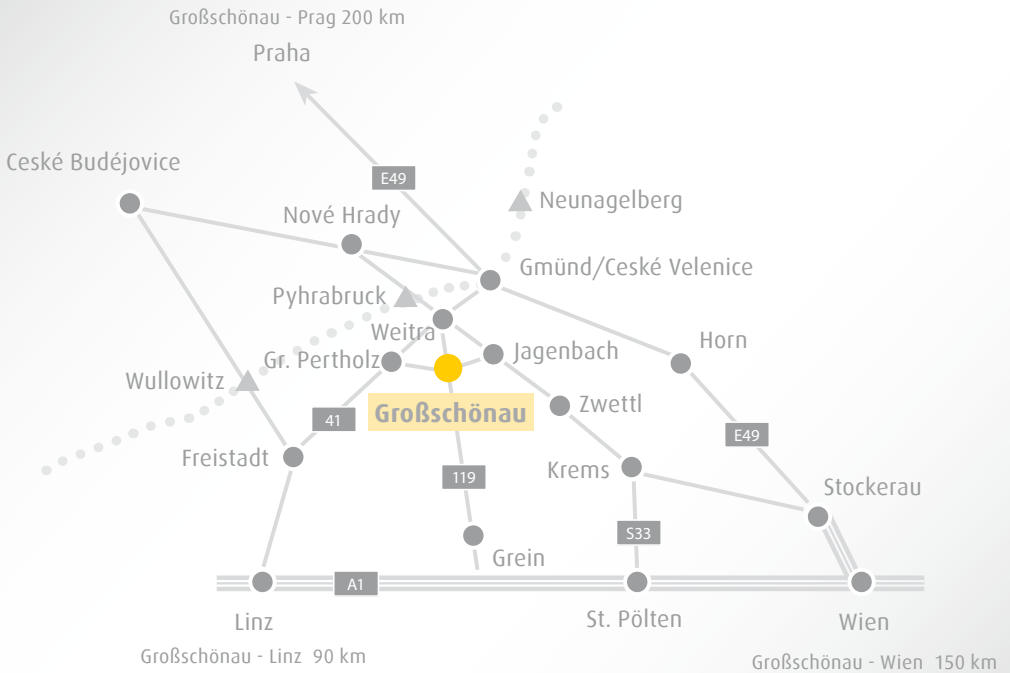 Großschönau - Prag 200 km
Praha
Ceské Budéjovice
E49
Neunagelberg
Nové Hrady
Gmünd/Ceské Velenice
Pyhrabruck
Weitra
Horn
Jagenbach
Gr. Pertholz
Wullowitz
Zwettl
Großschönau
41
E49
Freistadt
119
Krems
Stockerau
S33
Grein
A1
Linz
St. Pölten
Wien
Großschönau - Linz 90 km
Großschönau - Wien 150 km